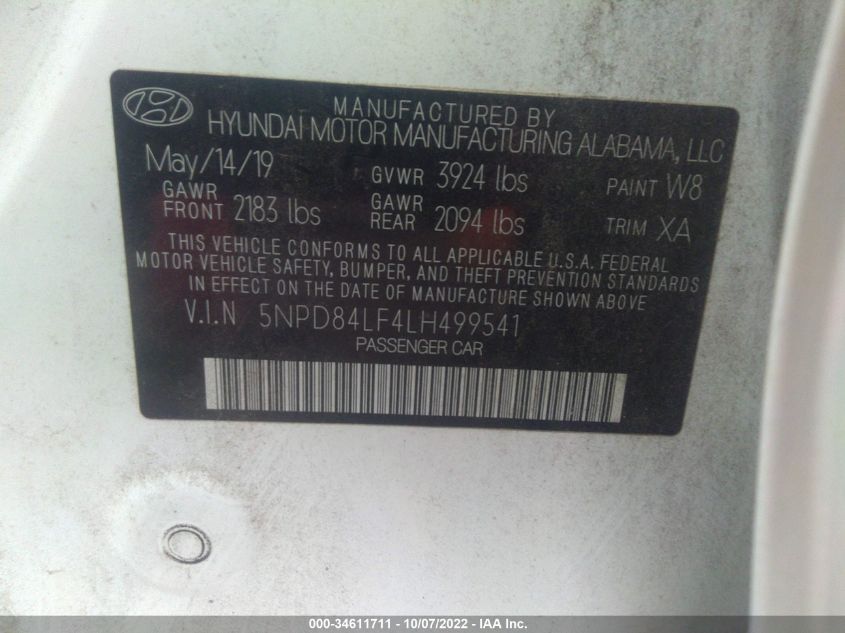 MANUFACTURED BY
HYUNDAI MOTOR MANUFACTURING ALABAMA, LLC
May/14/19 GVWR 3924 lbs PAINT W8
GAWR FRONT 2183 lbs GAWR REAR 2094 lbs TRIM XA
THIS VEHICLE CONFORMS TO ALL APPLICABLE U.S.A. FEDERAL
MOTOR VEHICLE SAFETY, BUMPER, AND THEFT PREVENTION STANDARDS
IN EFFECT ON THE DATE OF MANUFACTURE SHOWN ABOVE.
V.I.N 5NPD84LF4LH499541
PASSENGER CAR
000-34611711 - 10/07/2022 - IAA Inc.